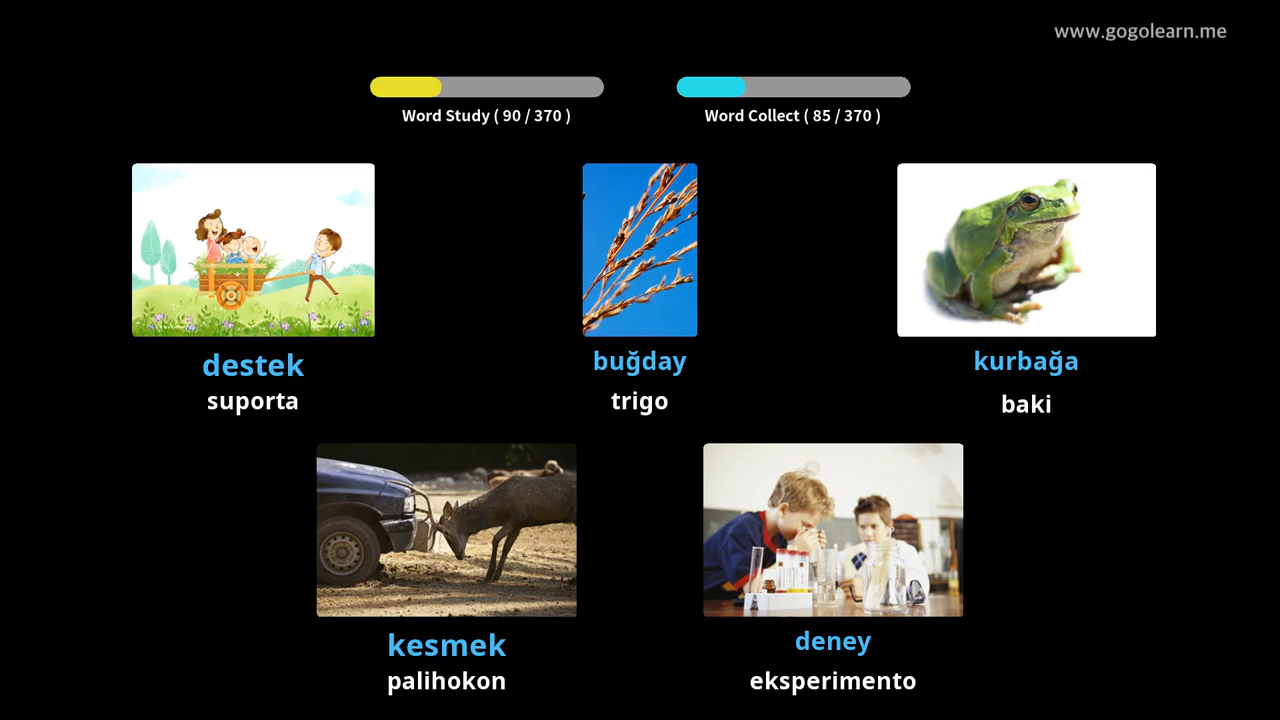 www.gogolearn.me
Word Study ( 90 / 370 )
Word Collect ( 85 / 370 )
destek
suporta
buğday
trigo
kurbağa
baki
kesmek
palihokon
deney
eksperimento